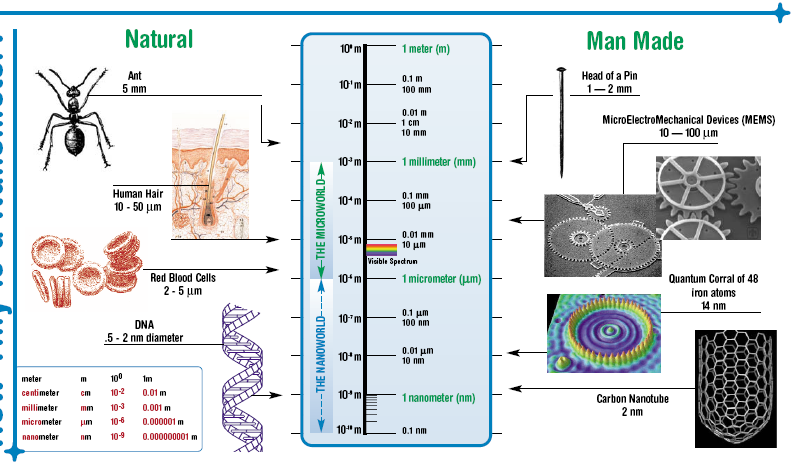 Natural
Man Made
Ant
5 mm
Human Hair
10 - 50 µm
Red Blood Cells
2 - 5 µm
DNA
.5 - 2 nm diameter
meter m 10⁰ 1m
centimeter cm 10⁻² 0.01 m
millimeter mm 10⁻³ 0.001 m
micrometer µm 10⁻⁶ 0.000001 m
nanometer nm 10⁻⁹ 0.000000001 m
THE MICROWORLD
THE NANOWORLD
10⁰ m 1 meter (m)
10⁻¹ m 0.1 m
100 mm
10⁻² m 0.01 m
1 cm
10 mm
10⁻³ m 1 millimeter (mm)
10⁻⁴ m 0.1 mm
100 µm
10⁻⁵ m 0.01 mm
10 µm
Visible Spectrum
10⁻⁶ m 1 micrometer (µm)
10⁻⁷ m 0.1 µm
100 nm
10⁻⁸ m 0.01 µm
10 nm
10⁻⁹ m 1 nanometer (nm)
10⁻¹⁰ m 0.1 nm
Head of a Pin
1 — 2 mm
MicroElectroMechanical Devices (MEMS)
10 — 100 µm
Quantum Corral of 48
iron atoms
14 nm
Carbon Nanotube
2 nm